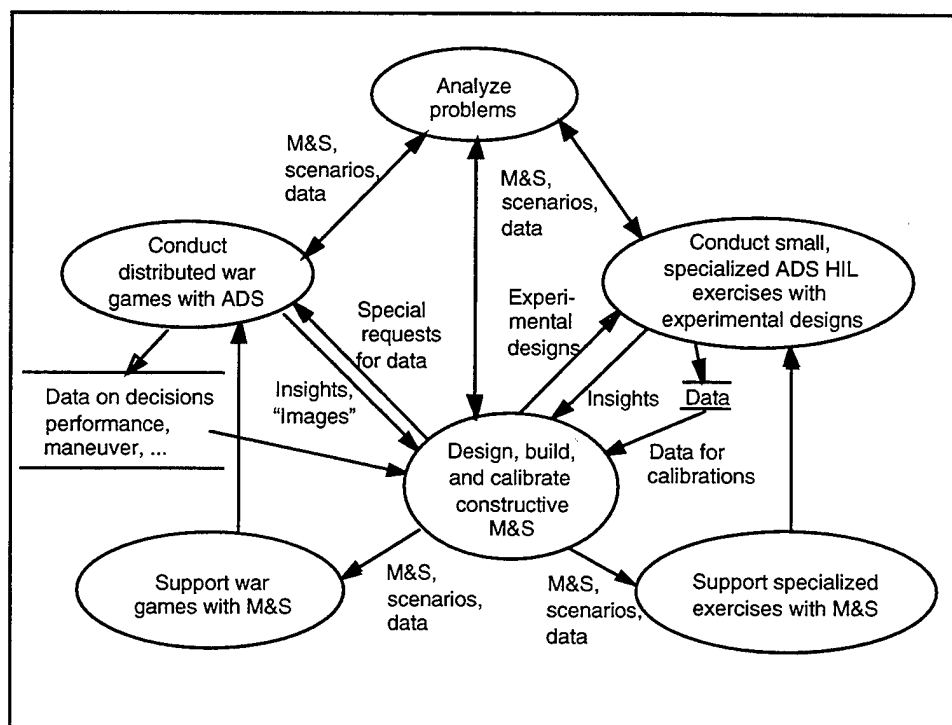 Analyze
problems
M&S,
scenarios,
data
M&S,
scenarios,
data
Conduct
distributed war
games with ADS
Conduct small,
specialized ADS HIL
exercises with
experimental designs
Special
requests
for data
Experi-
mental
designs
Data on decisions
performance,
maneuver, ...
Insights,
“Images”
Insights
Data
Design, build,
and calibrate
constructive
M&S
Data for
calibrations
Support war
games with M&S
M&S,
scenarios,
data
M&S,
scenarios,
data
Support specialized
exercises with M&S